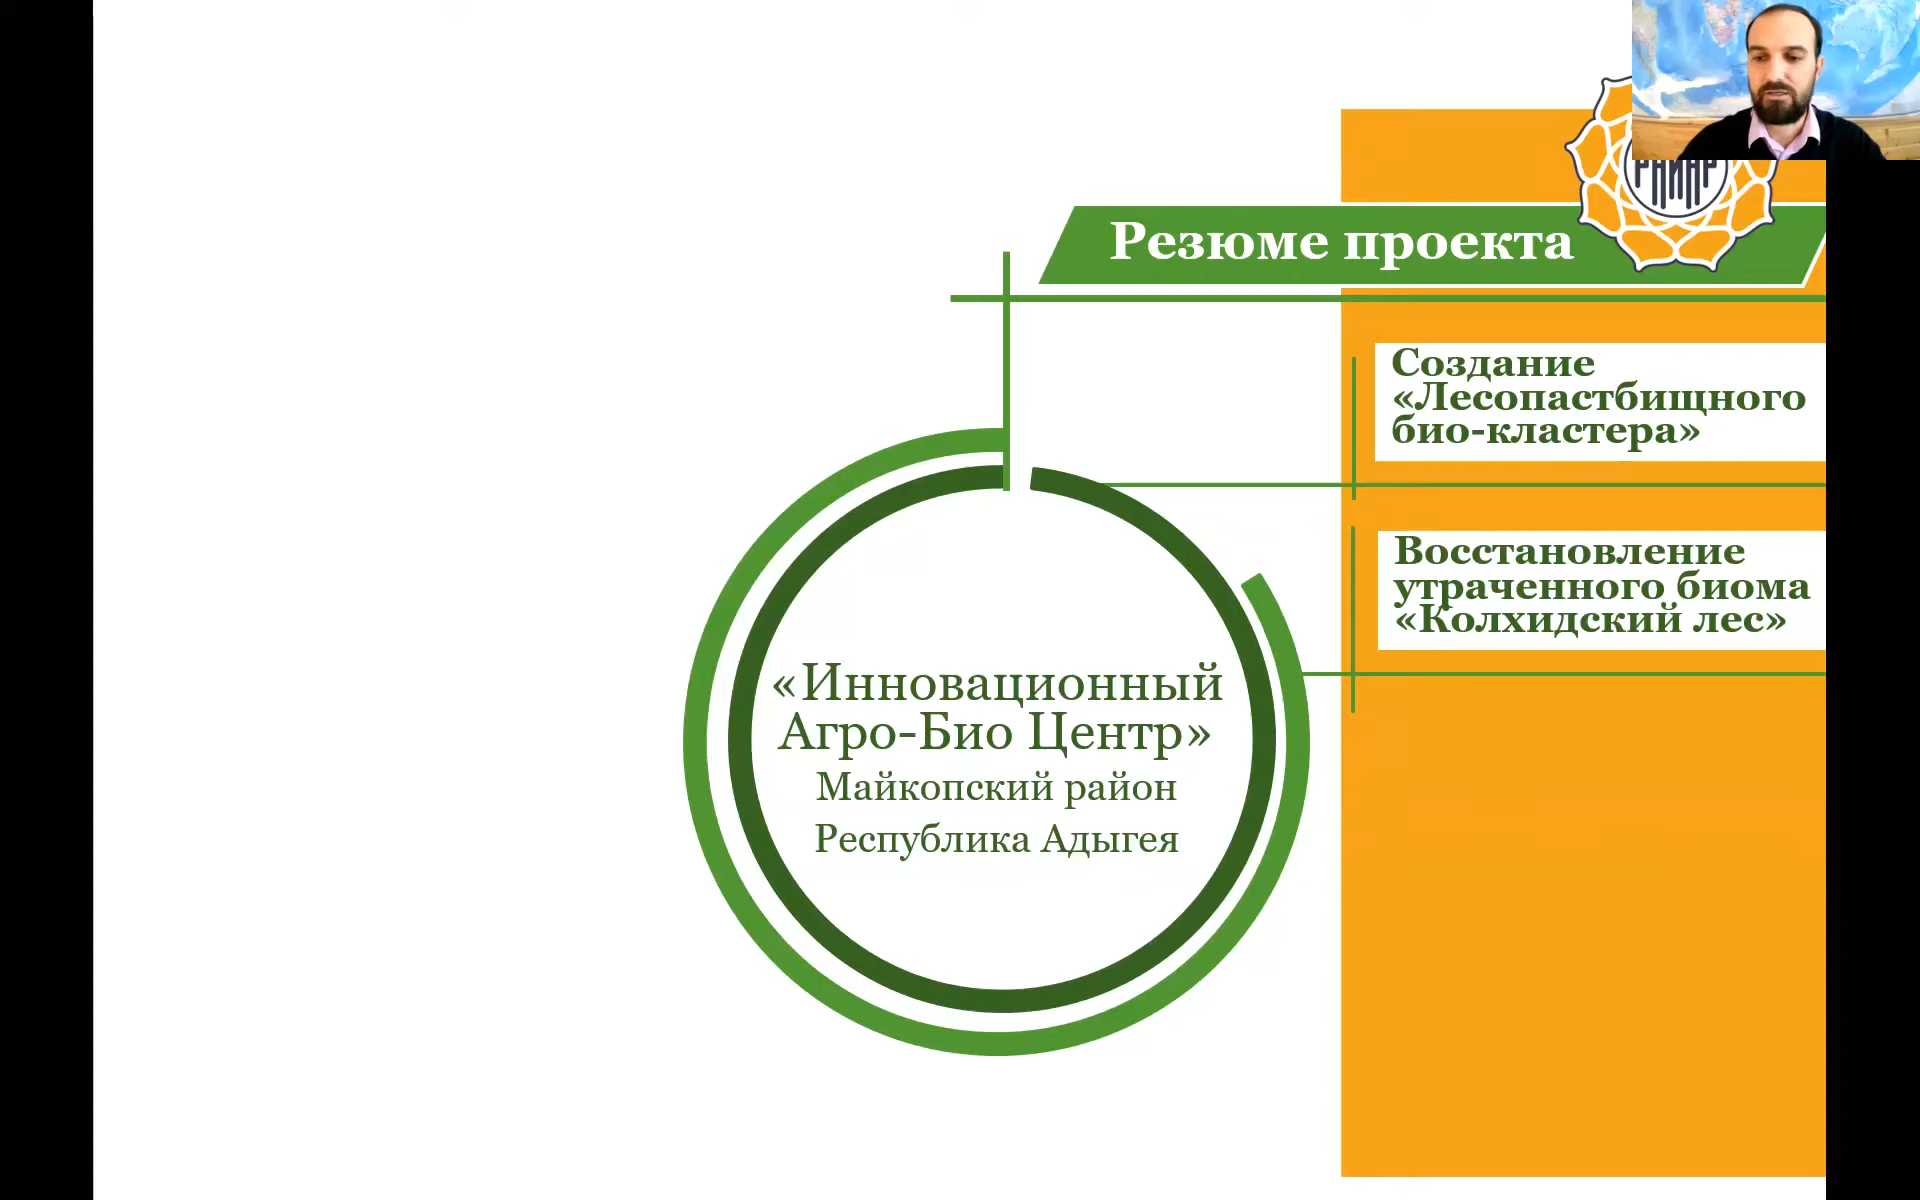 Резюме проекта
Создание
«Лесопастбищного
био-кластера»
Восстановление
утраченного биома
«Колхидский лес»
«Инновационный
Агро-Био Центр»
Майкопский район
Республика Адыгея